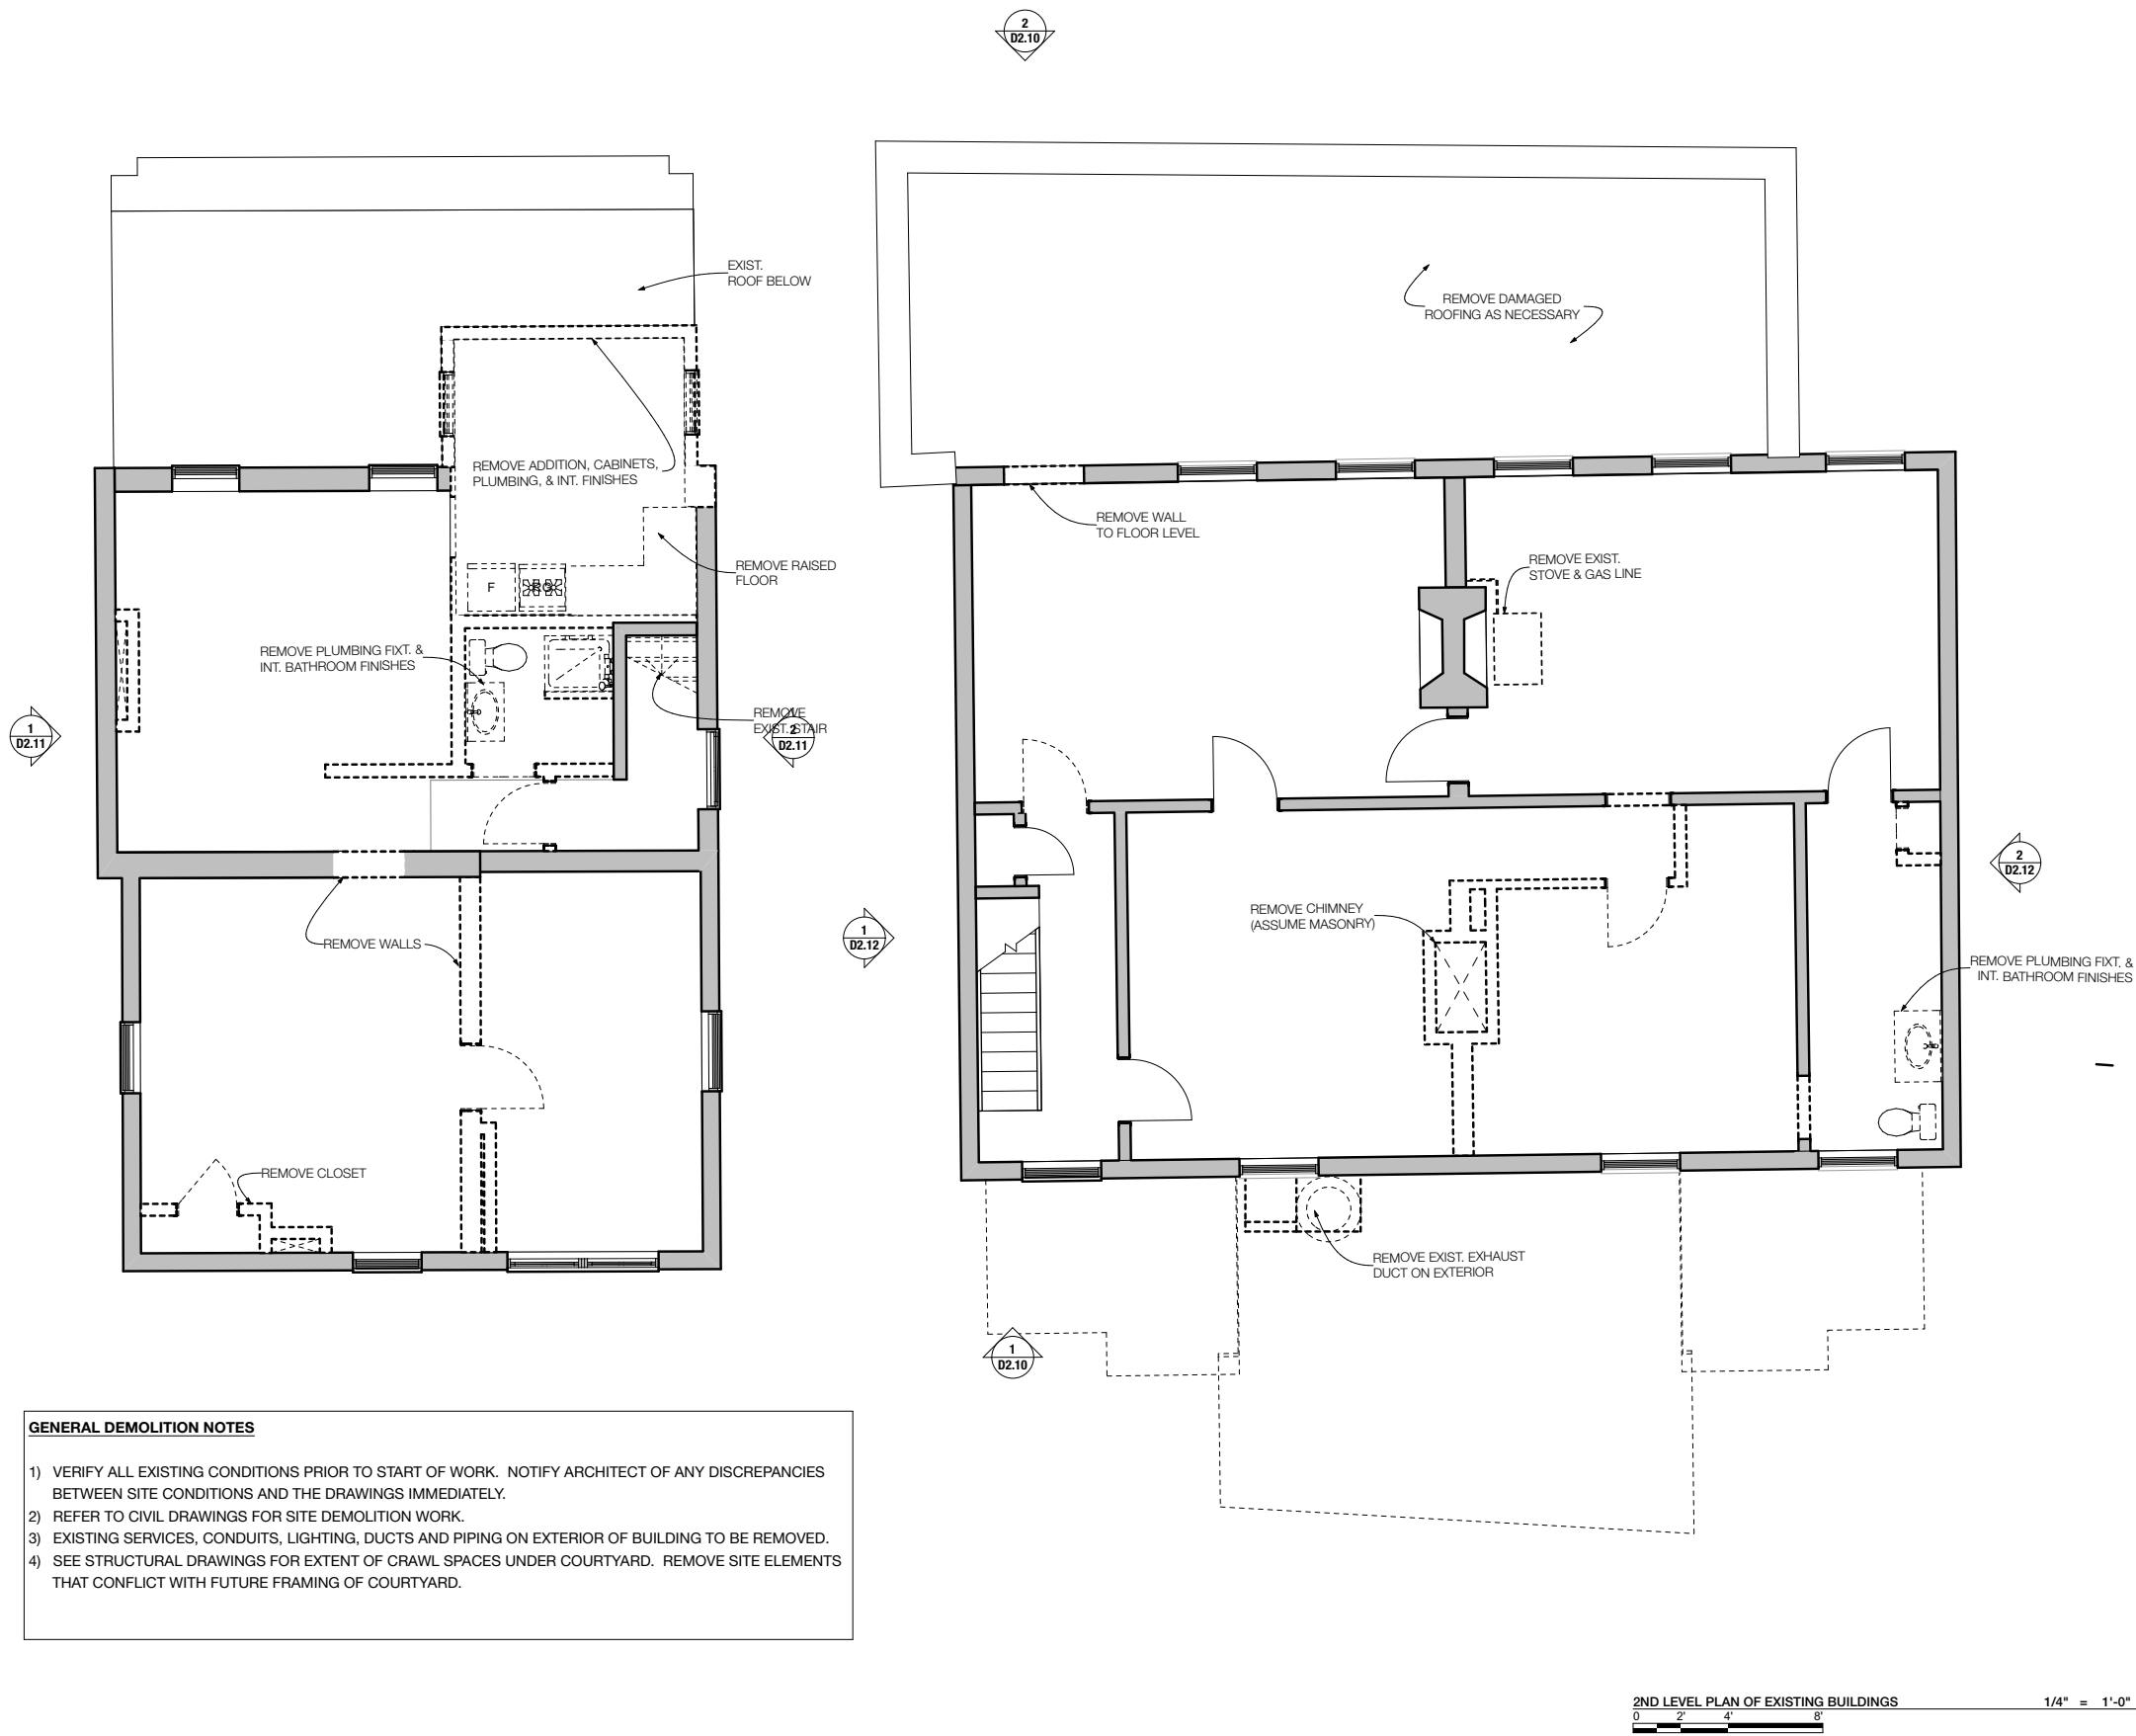 2
D2.10
EXIST.
ROOF BELOW
REMOVE DAMAGED
ROOFING AS NECESSARY
REMOVE ADDITION, CABINETS,
PLUMBING, & INT. FINISHES
REMOVE WALL
TO FLOOR LEVEL
REMOVE RAISED
FLOOR
REMOVE EXIST.
STOVE & GAS LINE
F
REMOVE PLUMBING FIXT. &
INT. BATHROOM FINISHES
REMOVE
EXIST. STAIR
1
D2.11
2
D2.11
2
D2.12
REMOVE CHIMNEY
(ASSUME MASONRY)
1
D2.12
REMOVE WALLS
REMOVE PLUMBING FIXT. &
INT. BATHROOM FINISHES
REMOVE CLOSET
REMOVE EXIST. EXHAUST
DUCT ON EXTERIOR
1
D2.10
GENERAL DEMOLITION NOTES
1) VERIFY ALL EXISTING CONDITIONS PRIOR TO START OF WORK. NOTIFY ARCHITECT OF ANY DISCREPANCIES
BETWEEN SITE CONDITIONS AND THE DRAWINGS IMMEDIATELY.
2) REFER TO CIVIL DRAWINGS FOR SITE DEMOLITION WORK.
3) EXISTING SERVICES, CONDUITS, LIGHTING, DUCTS AND PIPING ON EXTERIOR OF BUILDING TO BE REMOVED.
4) SEE STRUCTURAL DRAWINGS FOR EXTENT OF CRAWL SPACES UNDER COURTYARD. REMOVE SITE ELEMENTS
THAT CONFLICT WITH FUTURE FRAMING OF COURTYARD.
2ND LEVEL PLAN OF EXISTING BUILDINGS 1/4" = 1'-0"
0 2' 4' 8'